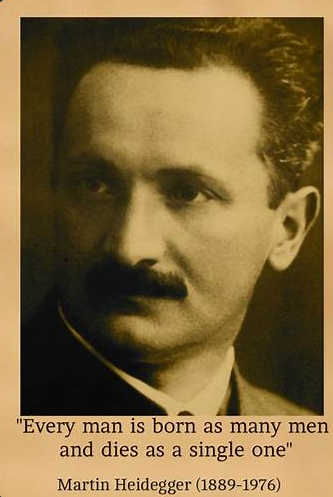 "Every man is born as many men
and dies as a single one"
Martin Heidegger (1889-1976)